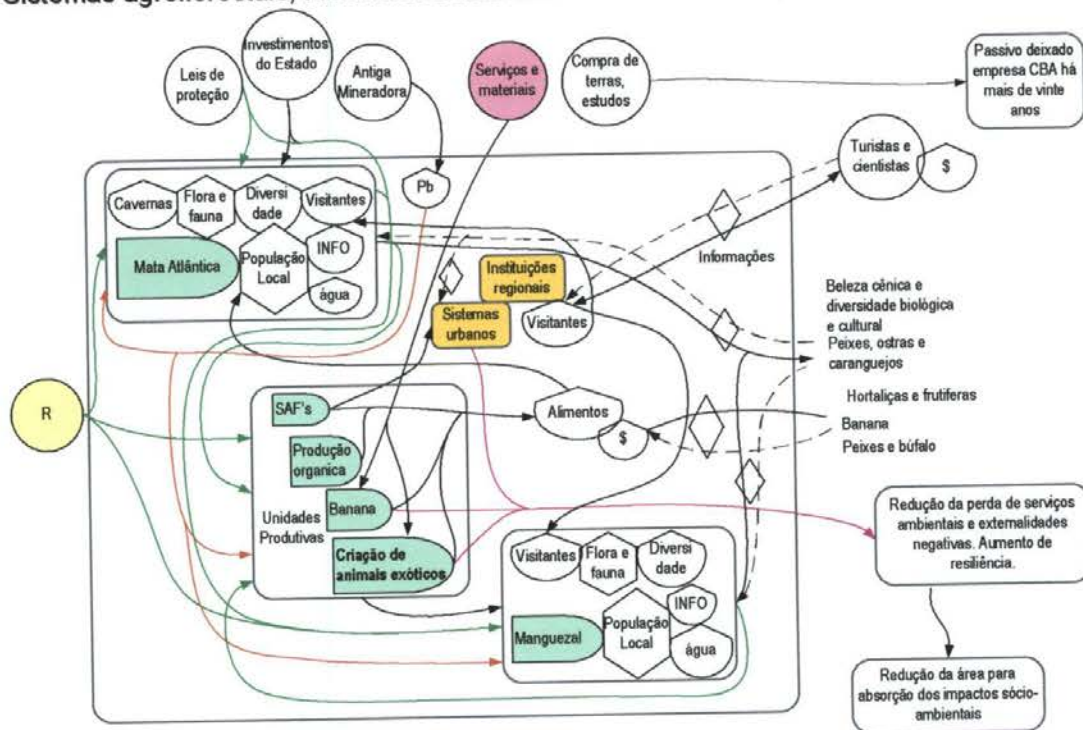 Leis de
proteção
Investimentos
do Estado
Antiga
Mineradora
Serviços e
materiais
Compra de
terras,
estudos
Passivo deixado
empresa CBA há
mais de vinte
anos
Turistas e
cientistas
$
Pb
Cavernas
Flora e
fauna
Diversi
dade
Visitantes
Mata Atlântica
População
Local
INFO
água
Informações
Instituições
regionais
Sistemas
urbanos
Visitantes
Beleza cênica e
diversidade biológica
e cultural
Peixes, ostras e
caranguejos
R
SAF's
Produção
organica
Banana
Unidades
Produtivas
Criação de
animais exóticos
Alimentos
$
Hortaliças e frutiferas
Banana
Peixes e búfalo
Redução da perda de serviços
ambientais e externalidades
negativas. Aumento de
resiliência.
Visitantes
Flora e
fauna
Diversi
dade
Manguezal
População
Local
INFO
água
Redução da área para
absorção dos impactos sócio-
ambientais